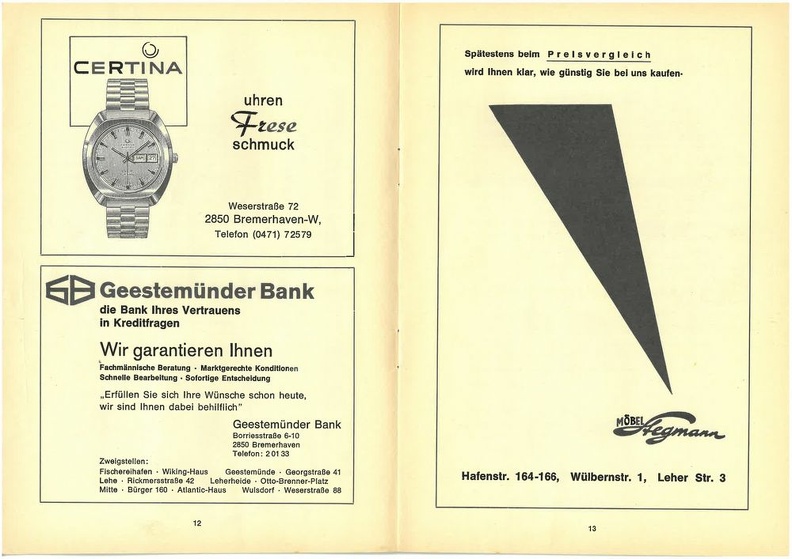 CERTINA
uhren
Frese
schmuck
Weserstraße 72
2850 Bremerhaven-W,
Telefon (0471) 72579
GB Geestemünder Bank
die Bank Ihres Vertrauens
in Kreditfragen
Wir garantieren Ihnen
Fachmännische Beratung · Marktgerechte Konditionen
Schnelle Bearbeitung · Sofortige Entscheidung
„Erfüllen Sie sich Ihre Wünsche schon heute,
wir sind Ihnen dabei behilflich"
Geestemünder Bank
Borriesstraße 6-10
2850 Bremerhaven
Telefon: 2 01 33
Zweigstellen:
Fischereihafen · Wiking-Haus Geestemünde · Georgstraße 41
Lehe · Rickmersstraße 42 Leherheide · Otto-Brenner-Platz
Mitte · Bürger 160 · Atlantic-Haus Wulsdorf · Weserstraße 88
12
Spätestens beim Preisvergleich
wird Ihnen klar, wie günstig Sie bei uns kaufen.
MÖBEL Stegmann
Hafenstr. 164-166, Wülbernstr. 1, Leher Str. 3
13